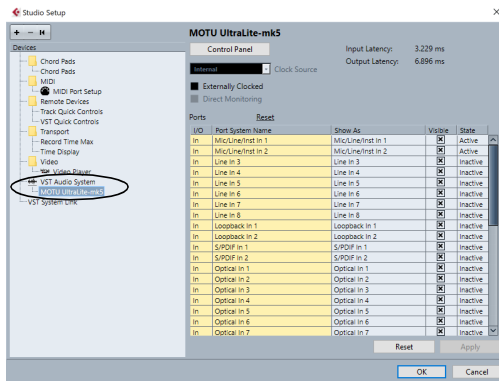 Studio Setup
Devices
Chord Pads
Chord Pads
MIDI
MIDI Port Setup
Remote Devices
Track Quick Controls
VST Quick Controls
Transport
Record Time Max
Time Display
Video
Video Player
VST Audio System
MOTU UltraLite-mk5
VST System Link
MOTU UltraLite-mk5
Control Panel
Input Latency: 3.229 ms
Output Latency: 6.896 ms
Internal Clock Source
Externally Clocked
Direct Monitoring
Ports Reset
I/O Port System Name Show As Visible State
In Mic/Line/Inst In 1 Mic/Line/Inst In 1 Active
In Mic/Line/Inst In 2 Mic/Line/Inst In 2 Active
In Line In 3 Line In 3 Inactive
In Line In 4 Line In 4 Inactive
In Line In 5 Line In 5 Inactive
In Line In 6 Line In 6 Inactive
In Line In 7 Line In 7 Inactive
In Line In 8 Line In 8 Inactive
In Loopback In 1 Loopback In 1 Inactive
In Loopback In 2 Loopback In 2 Inactive
In S/PDIF In 1 S/PDIF In 1 Inactive
In S/PDIF In 2 S/PDIF In 2 Inactive
In Optical In 1 Optical In 1 Inactive
In Optical In 2 Optical In 2 Inactive
In Optical In 3 Optical In 3 Inactive
In Optical In 4 Optical In 4 Inactive
In Optical In 5 Optical In 5 Inactive
In Optical In 6 Optical In 6 Inactive
In Optical In 7 Optical In 7 Inactive
Reset Apply
OK Cancel